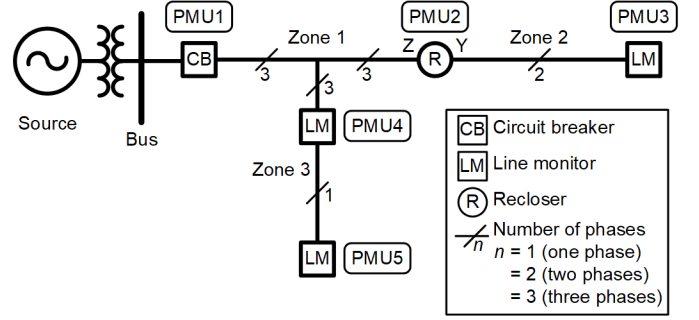 PMU1
PMU2
PMU3
Zone 1
Z
Y
Zone 2
CB
R
LM
3
3
2
3
Source
Bus
LM
PMU4
Zone 3
1
LM
PMU5
CB Circuit breaker
LM Line monitor
R Recloser
n Number of phases
n = 1 (one phase)
= 2 (two phases)
= 3 (three phases)